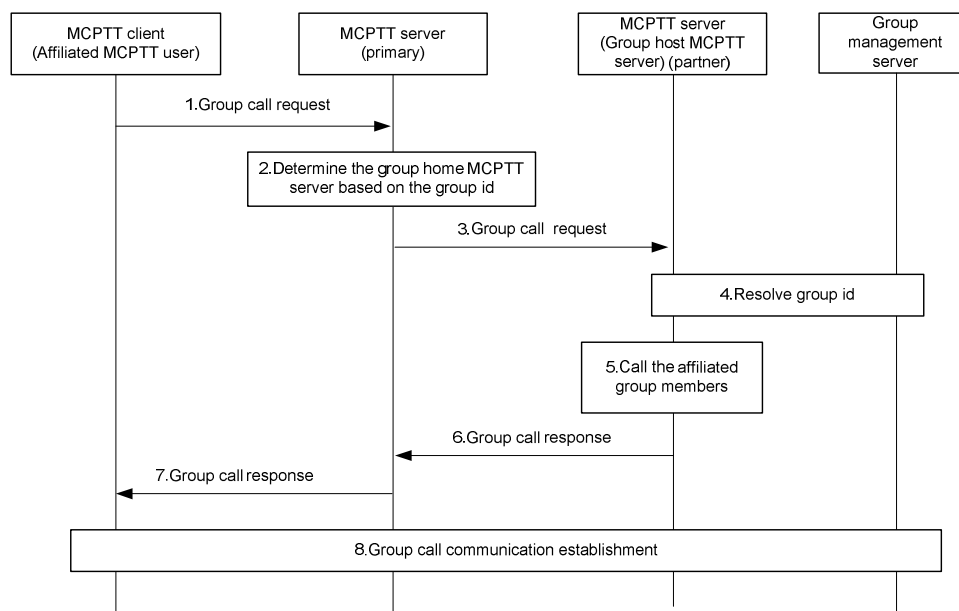 MCPTT client
(Affiliated MCPTT user)
MCPTT server
(primary)
MCPTT server
(Group host MCPTT
server) (partner)
Group
management
server
1.Group call request
2.Determine the group home MCPTT
server based on the group id
3.Group call request
4.Resolve group id
5.Call the affiliated
group members
6.Group call response
7.Group call response
8.Group call communication establishment